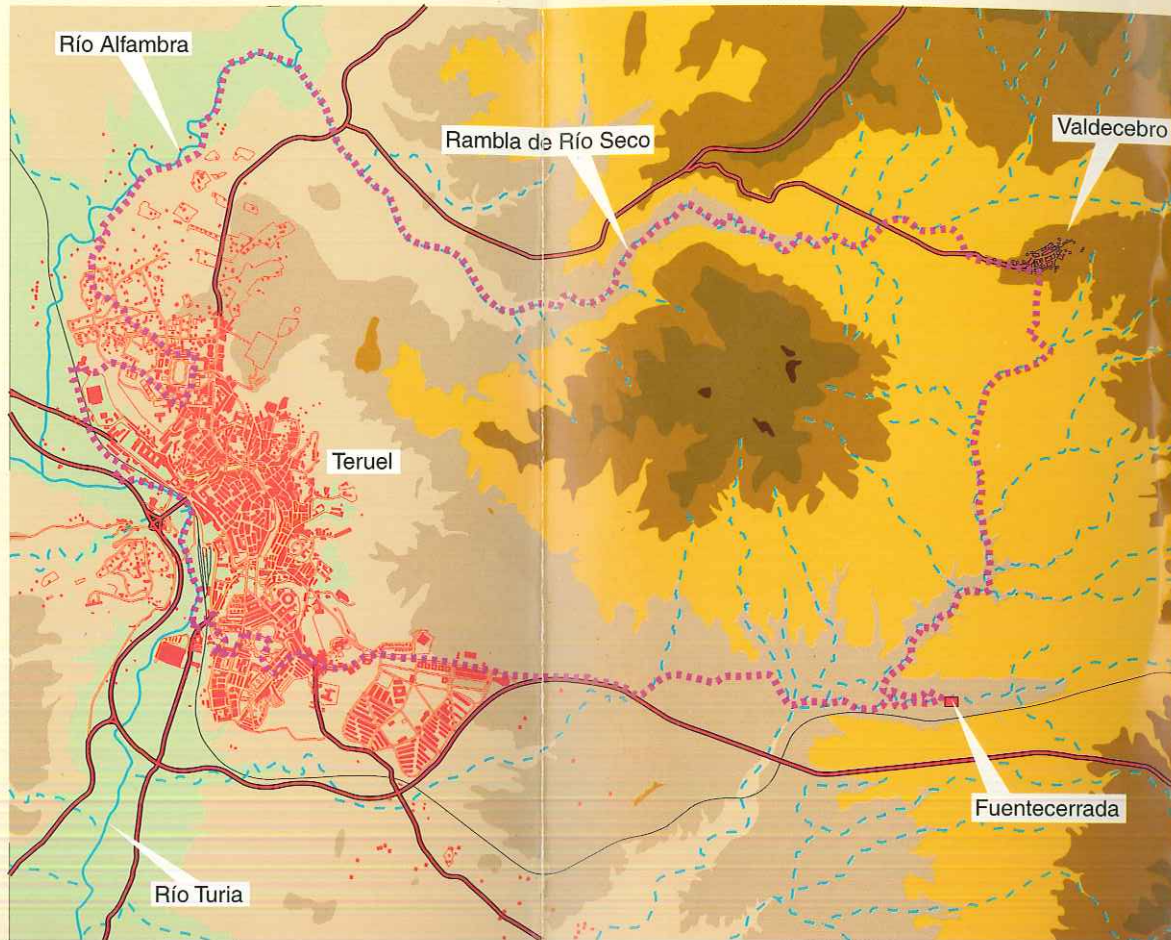 Río Alfambra
Rambla de Río Seco
Valdecebro
Teruel
Fuentecerrada
Río Turia